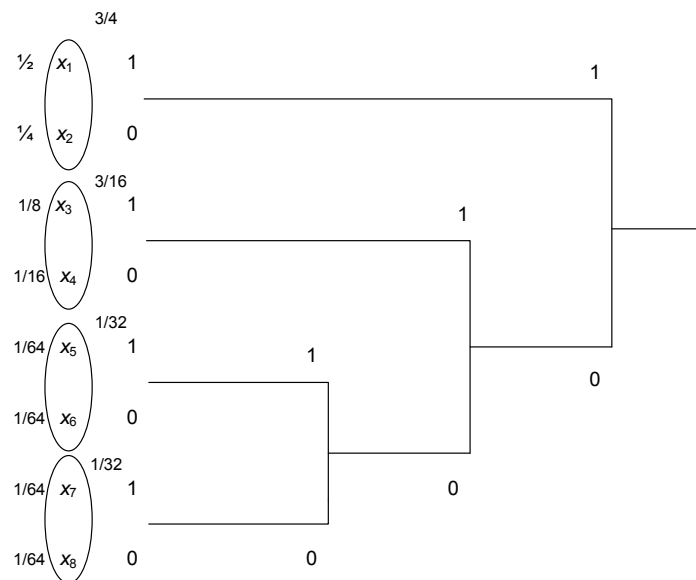 3/4
½ x₁ 1 1
¼ x₂ 0
3/16
1/8 x₃ 1 1
1/16 x₄ 0
1/32
1/64 x₅ 1 1
0
1/64 x₆ 0
1/32
1/64 x₇ 1 0
1/64 x₈ 0 0